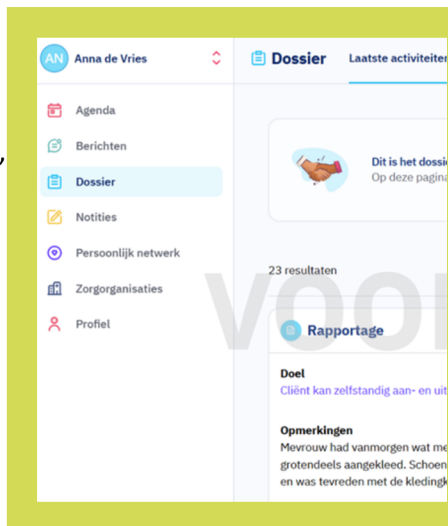 AN Anna de Vries
Agenda
Berichten
Dossier
Notities
Persoonlijk netwerk
Zorgorganisaties
Profiel
Dossier Laatste activiteiten
Dit is het dossi
Op deze pagina
23 resultaten
VOOR
Rapportage
Doel
Cliënt kan zelfstandig aan- en uit
Opmerkingen
Mevrouw had vanmorgen wat me
grotendeels aangekleed. Schoen
en was tevreden met de kledingk